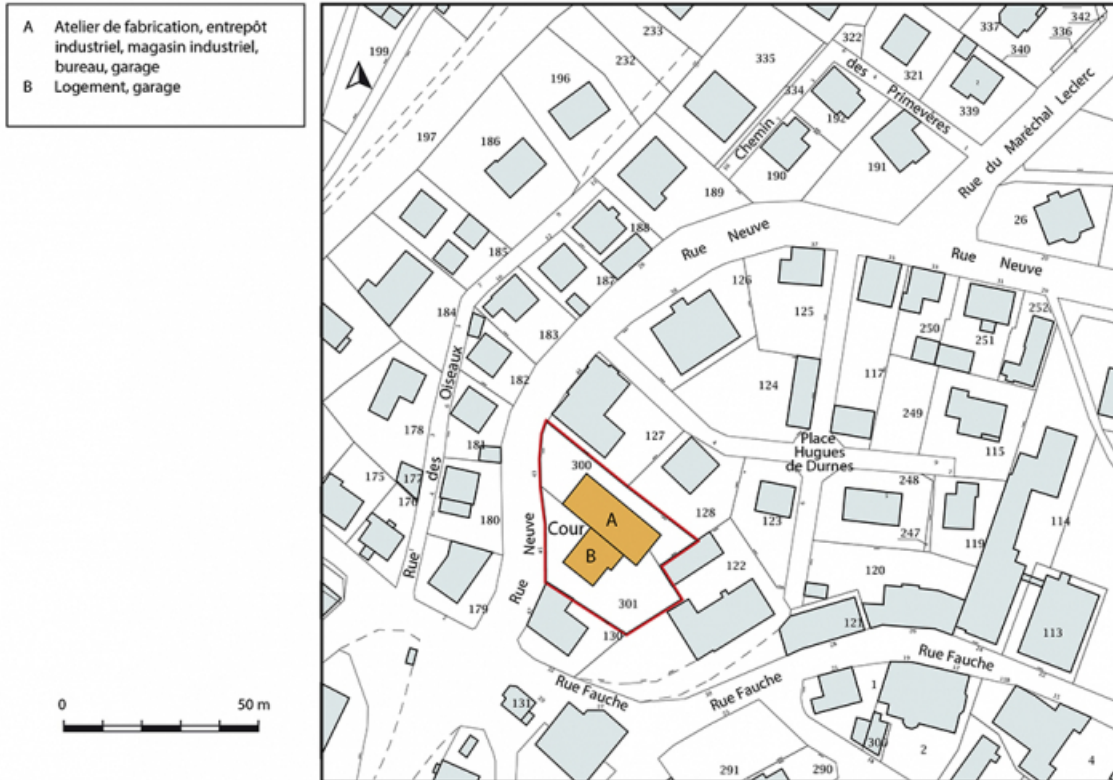 A Atelier de fabrication, entrepôt
industriel, magasin industriel,
bureau, garage
B Logement, garage
0 50 m
199
233
232
196
197
186
335
334
322
321
337
342
336
340
339
Chemin
des
Primevères
190
191
189
188
187
185
184
183
182
181
180
179
178
177
176
175
Rue
des
Oiseaux
Rue Neuve
Rue du Maréchal Leclerc
26
Rue Neuve
126
125
124
117
250
251
252
249
115
114
113
Place
Hugues
de Durnes
127
128
123
248
247
119
120
121
122
300
A
Cour
B
301
130
Rue Neuve
Rue Fauche
Rue Fauche
Rue Fauche
131
1
2
4
291
290